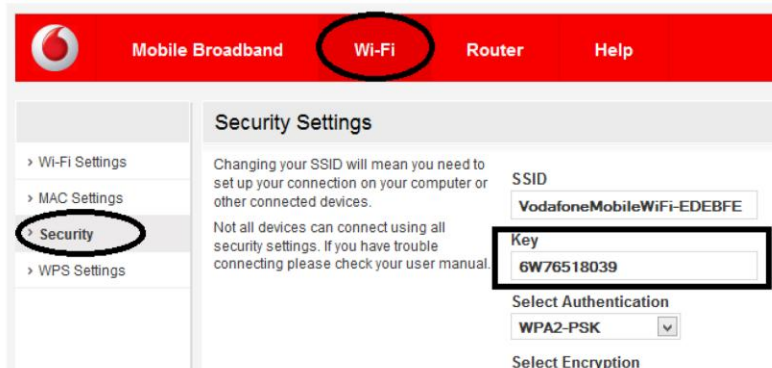 Mobile Broadband Wi-Fi Router Help
Security Settings
> Wi-Fi Settings
> MAC Settings
> Security
> WPS Settings
Changing your SSID will mean you need to
set up your connection on your computer or
other connected devices.
Not all devices can connect using all
security settings. If you have trouble
connecting please check your user manual.
SSID
VodafoneMobileWiFi-EDEBFE
Key
6W76518039
Select Authentication
WPA2-PSK
Select Encryption